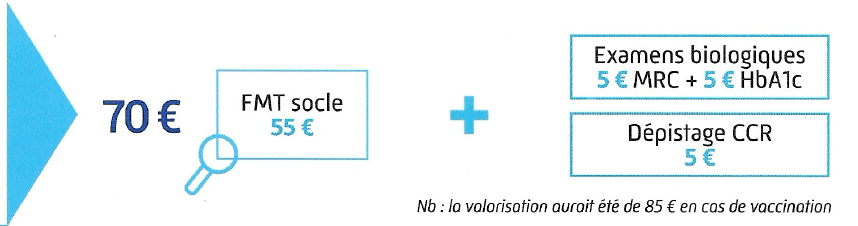 70 €
FMT socle
55 €
+
Examens biologiques
5 € MRC + 5 € HbA1c
Dépistage CCR
5 €
Nb : la valorisation aurait été de 85 € en cas de vaccination